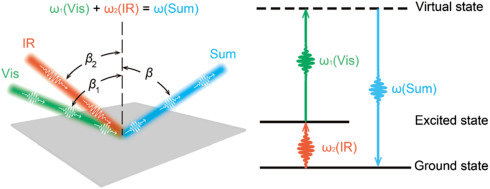 ω₁(Vis) + ω₂(IR) = ω(Sum)
IR
β₂
Sum
β
Vis
β₁
Virtual state
ω₁(Vis)
ω(Sum)
Excited state
ω₂(IR)
Ground state